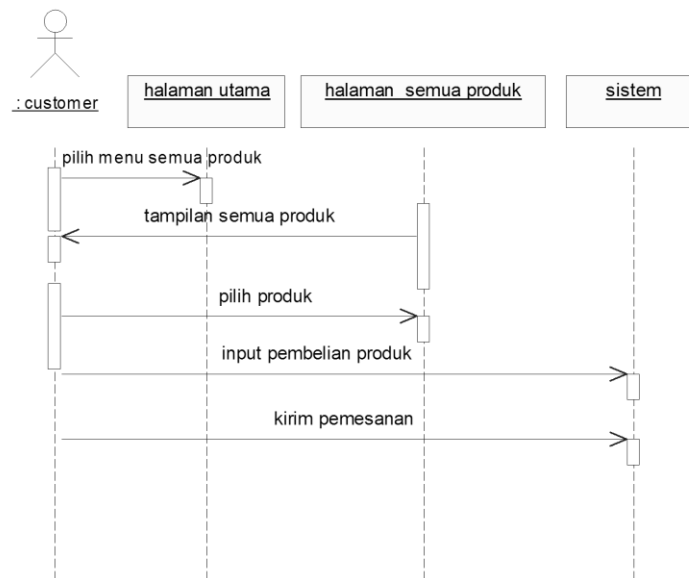 : customer
halaman utama
halaman semua produk
sistem
pilih menu semua produk
tampilan semua produk
pilih produk
input pembelian produk
kirim pemesanan